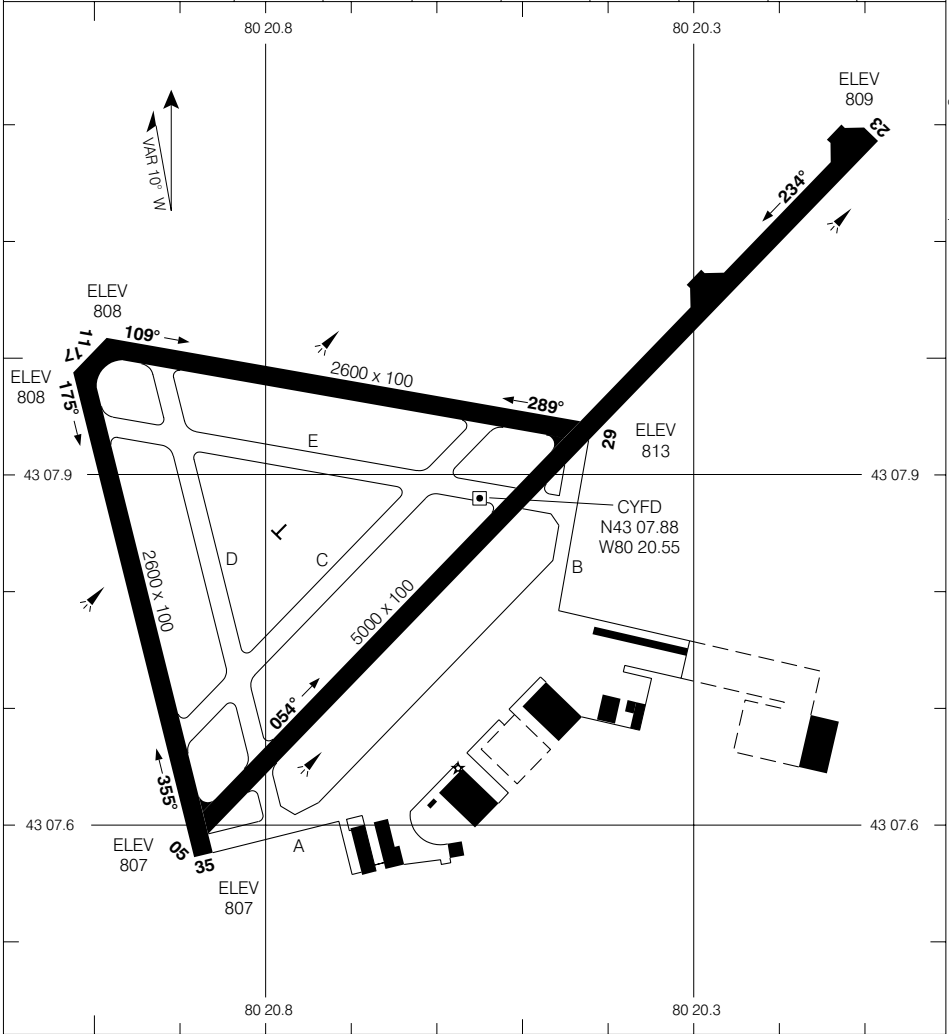 80 20.8
80 20.3
ELEV
809
23
VAR 10° W
234°
ELEV
808
11
109°
17
2600 x 100
ELEV
808
175°
289°
29
ELEV
813
E
43 07.9
43 07.9
CYFD
N43 07.88
W80 20.55
D
C
B
2600 x 100
5000 x 100
054°
355°
43 07.6
43 07.6
ELEV
807
05
35
A
ELEV
807
80 20.8
80 20.3